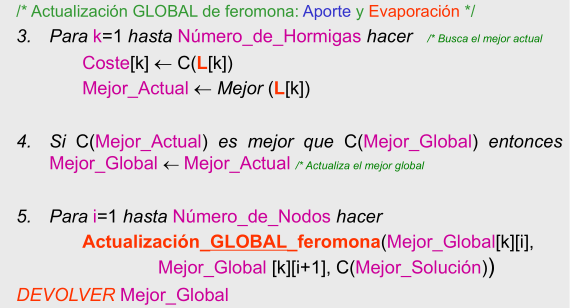 /* Actualización GLOBAL de feromona: Aporte y Evaporación */
3. Para k=1 hasta Número_de_Hormigas hacer /* Busca el mejor actual
Coste[k] ← C(L[k])
Mejor_Actual ← Mejor (L[k])
4. Si C(Mejor_Actual) es mejor que C(Mejor_Global) entonces
Mejor_Global ← Mejor_Actual /* Actualiza el mejor global
5. Para i=1 hasta Número_de_Nodos hacer
Actualización_GLOBAL_feromona(Mejor_Global[k][i],
Mejor_Global [k][i+1], C(Mejor_Solución))
DEVOLVER Mejor_Global